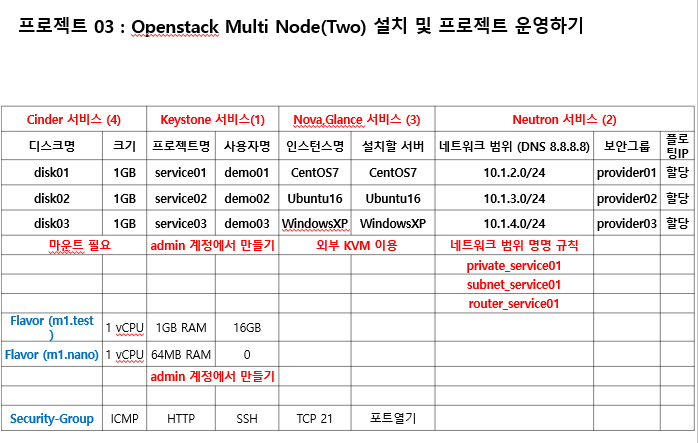 프로젝트 03 : Openstack Multi Node(Two) 설치 및 프로젝트 운영하기
Cinder 서비스 (4) Keystone 서비스(1) Nova,Glance 서비스 (3) Neutron 서비스 (2)
디스크명 크기 프로젝트명 사용자명 인스턴스명 설치할 서버 네트워크 범위 (DNS 8.8.8.8) 보안그룹 플로팅IP
disk01 1GB service01 demo01 CentOS7 CentOS7 10.1.2.0/24 provider01 할당
disk02 1GB service02 demo02 Ubuntu16 Ubuntu16 10.1.3.0/24 provider02 할당
disk03 1GB service03 demo03 WindowsXP WindowsXP 10.1.4.0/24 provider03 할당
마운트 필요 admin 계정에서 만들기 외부 KVM 이용 네트워크 범위 명명 규칙
private_service01
subnet_service01
router_service01
Flavor (m1.test) 1 vCPU 1GB RAM 16GB
Flavor (m1.nano) 1 vCPU 64MB RAM 0
admin 계정에서 만들기
Security-Group ICMP HTTP SSH TCP 21 포트열기